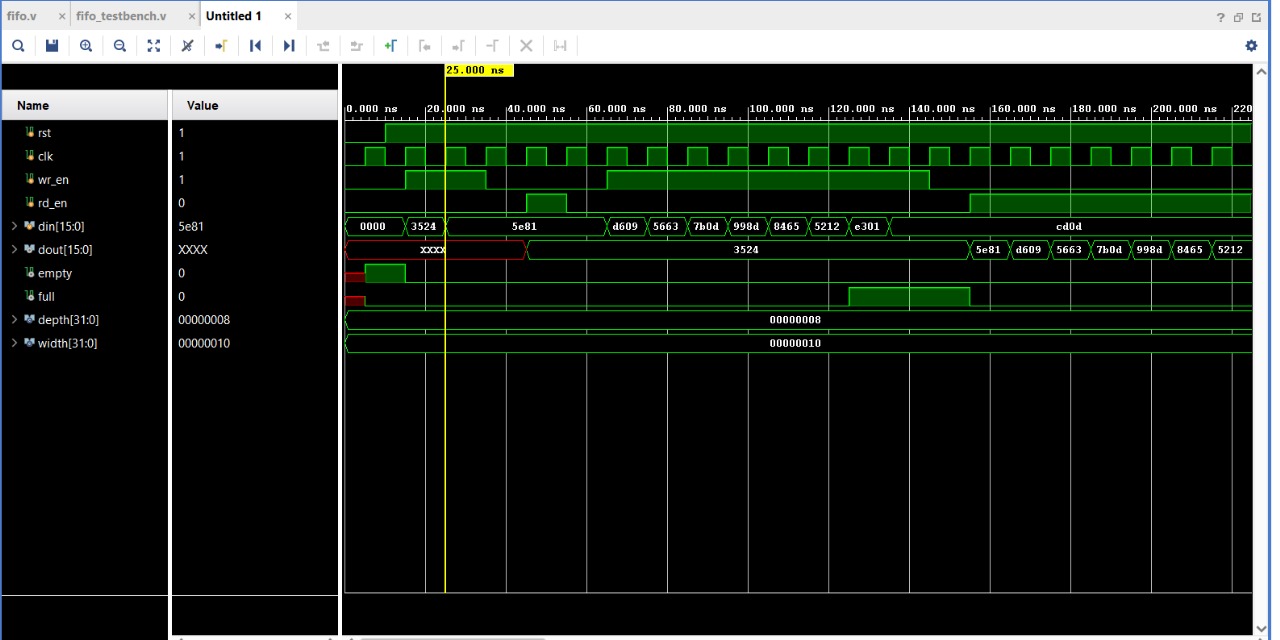 fifo.v × fifo_testbench.v × Untitled 1 ×
25.000 ns
Name Value
0.000 ns 20.000 ns 40.000 ns 60.000 ns 80.000 ns 100.000 ns 120.000 ns 140.000 ns 160.000 ns 180.000 ns 200.000 ns 220
rst 1
clk 1
wr_en 1
rd_en 0
din[15:0] 5e81 0000 3524 5e81 d609 5663 7b0d 998d 8465 5212 e301 cd0d
dout[15:0] XXXX XXXX 3524 5e81 d609 5663 7b0d 998d 8465 5212
empty 0
full 0
depth[31:0] 00000008 00000008
width[31:0] 00000010 00000010